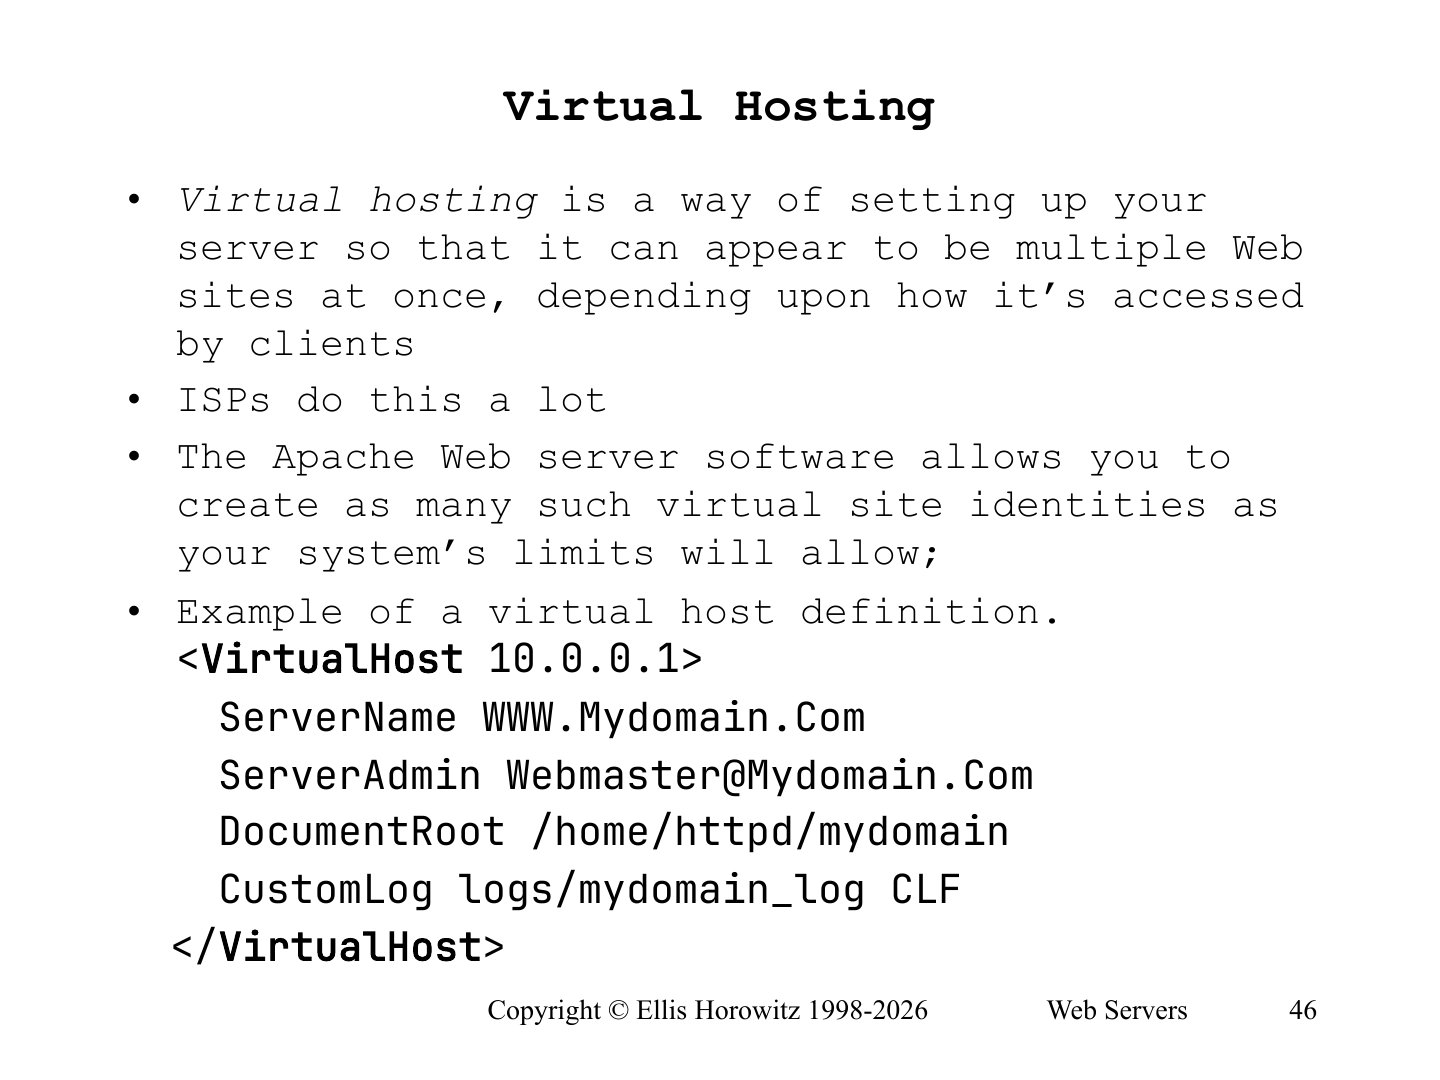 Virtual Hosting
• Virtual hosting is a way of setting up your
server so that it can appear to be multiple Web
sites at once, depending upon how it’s accessed
by clients
• ISPs do this a lot
• The Apache Web server software allows you to
create as many such virtual site identities as
your system’s limits will allow;
• Example of a virtual host definition.
<VirtualHost 10.0.0.1>
ServerName WWW.Mydomain.Com
ServerAdmin Webmaster@Mydomain.Com
DocumentRoot /home/httpd/mydomain
CustomLog logs/mydomain_log CLF
</VirtualHost>
Copyright © Ellis Horowitz 1998-2026 Web Servers 46